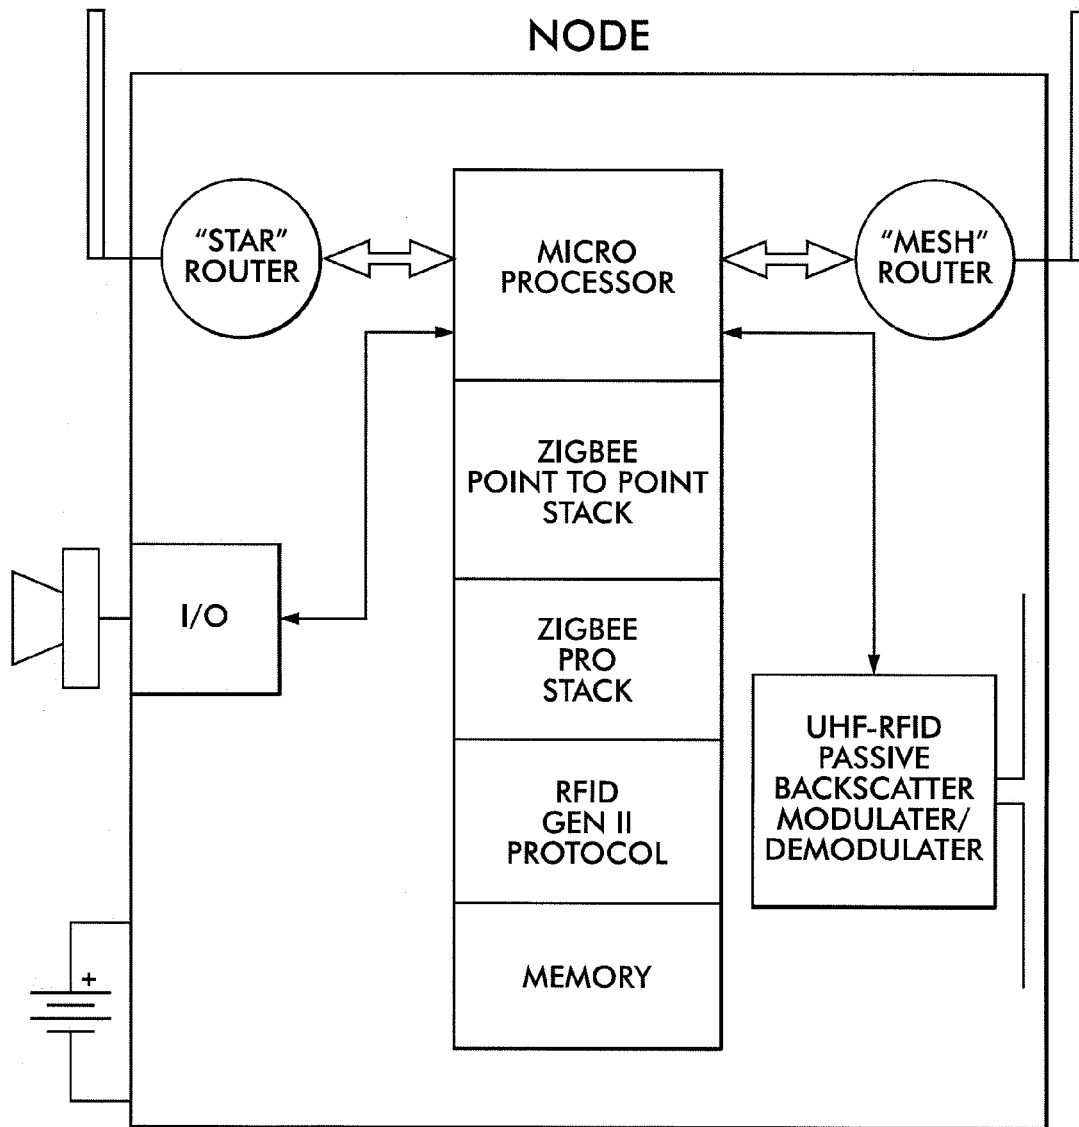 NODE
“STAR”
ROUTER
MICRO
PROCESSOR
“MESH”
ROUTER
ZIGBEE
POINT TO POINT
STACK
I/O
ZIGBEE
PRO
STACK
UHF-RFID
PASSIVE
BACKSCATTER
MODULATER/
DEMODULATER
RFID
GEN II
PROTOCOL
MEMORY
+